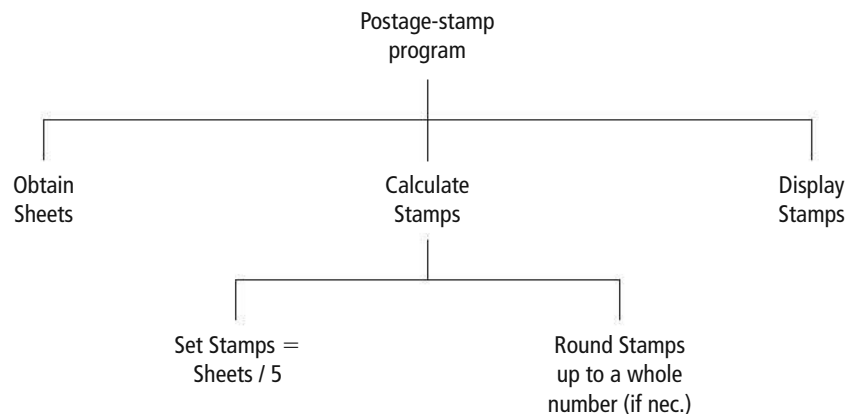 Postage-stamp
program
Obtain
Sheets
Calculate
Stamps
Display
Stamps
Set Stamps =
Sheets / 5
Round Stamps
up to a whole
number (if nec.)